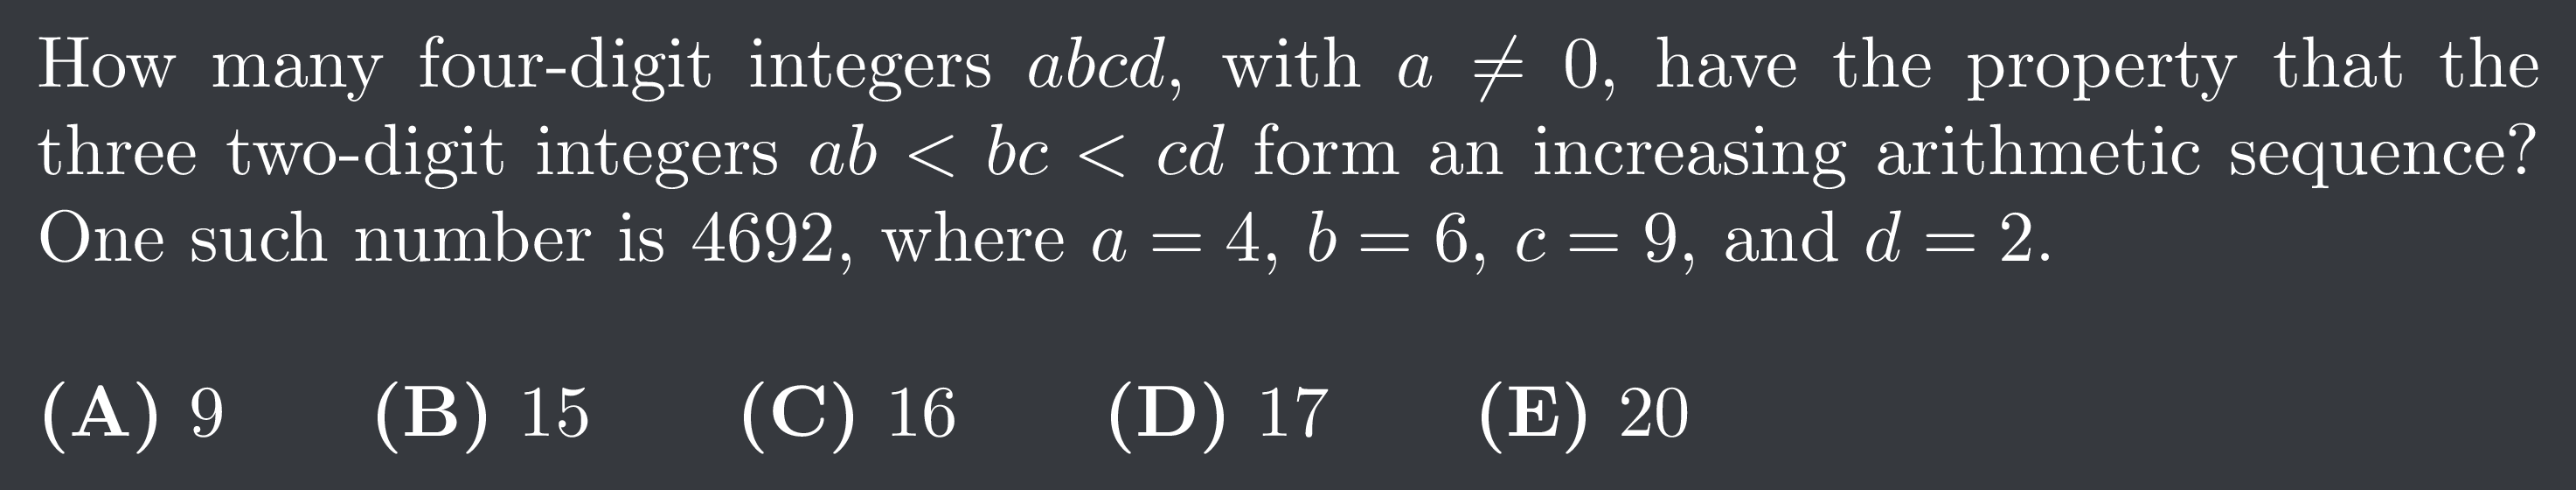 How many four-digit integers abcd, with a ≠ 0, have the property that the
three two-digit integers ab < bc < cd form an increasing arithmetic sequence?
One such number is 4692, where a = 4, b = 6, c = 9, and d = 2.
(A) 9 (B) 15 (C) 16 (D) 17 (E) 20